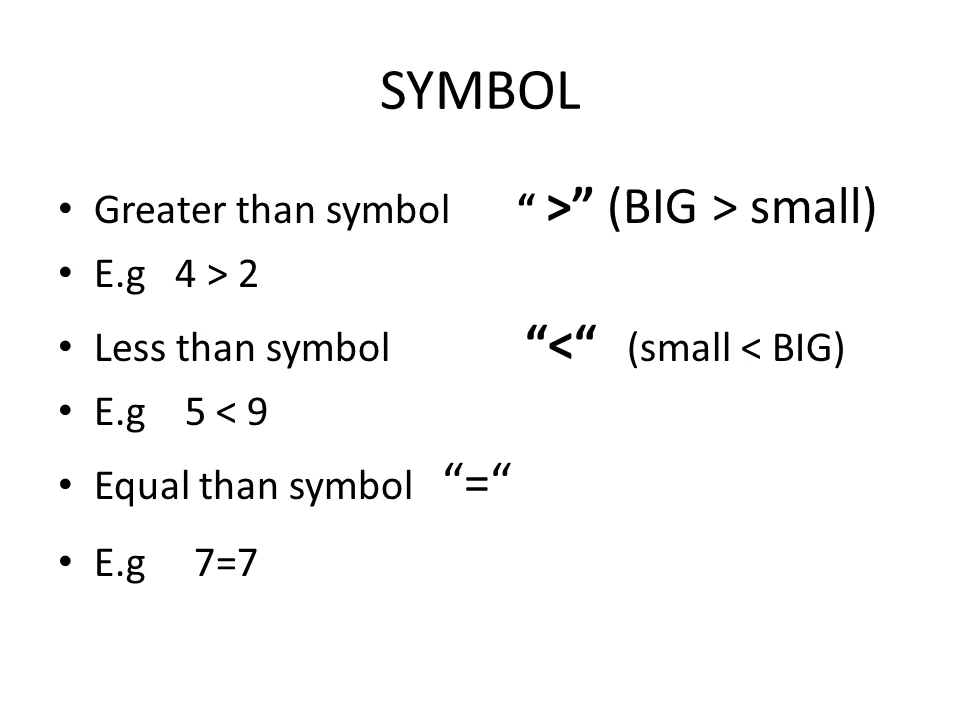 SYMBOL
• Greater than symbol “ >” (BIG > small)
• E.g 4 > 2
• Less than symbol “<“ (small < BIG)
• E.g 5 < 9
• Equal than symbol “=“
• E.g 7=7